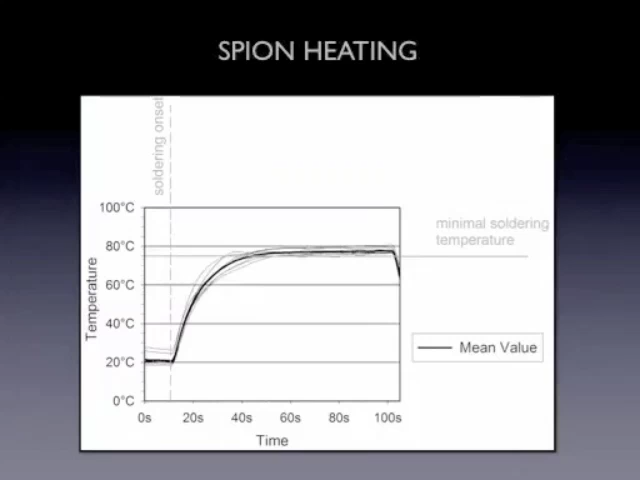 SPION HEATING
soldering onset
100°C
80°C
60°C
40°C
20°C
0°C
Temperature
minimal soldering
temperature
Mean Value
0s 20s 40s 60s 80s 100s
Time